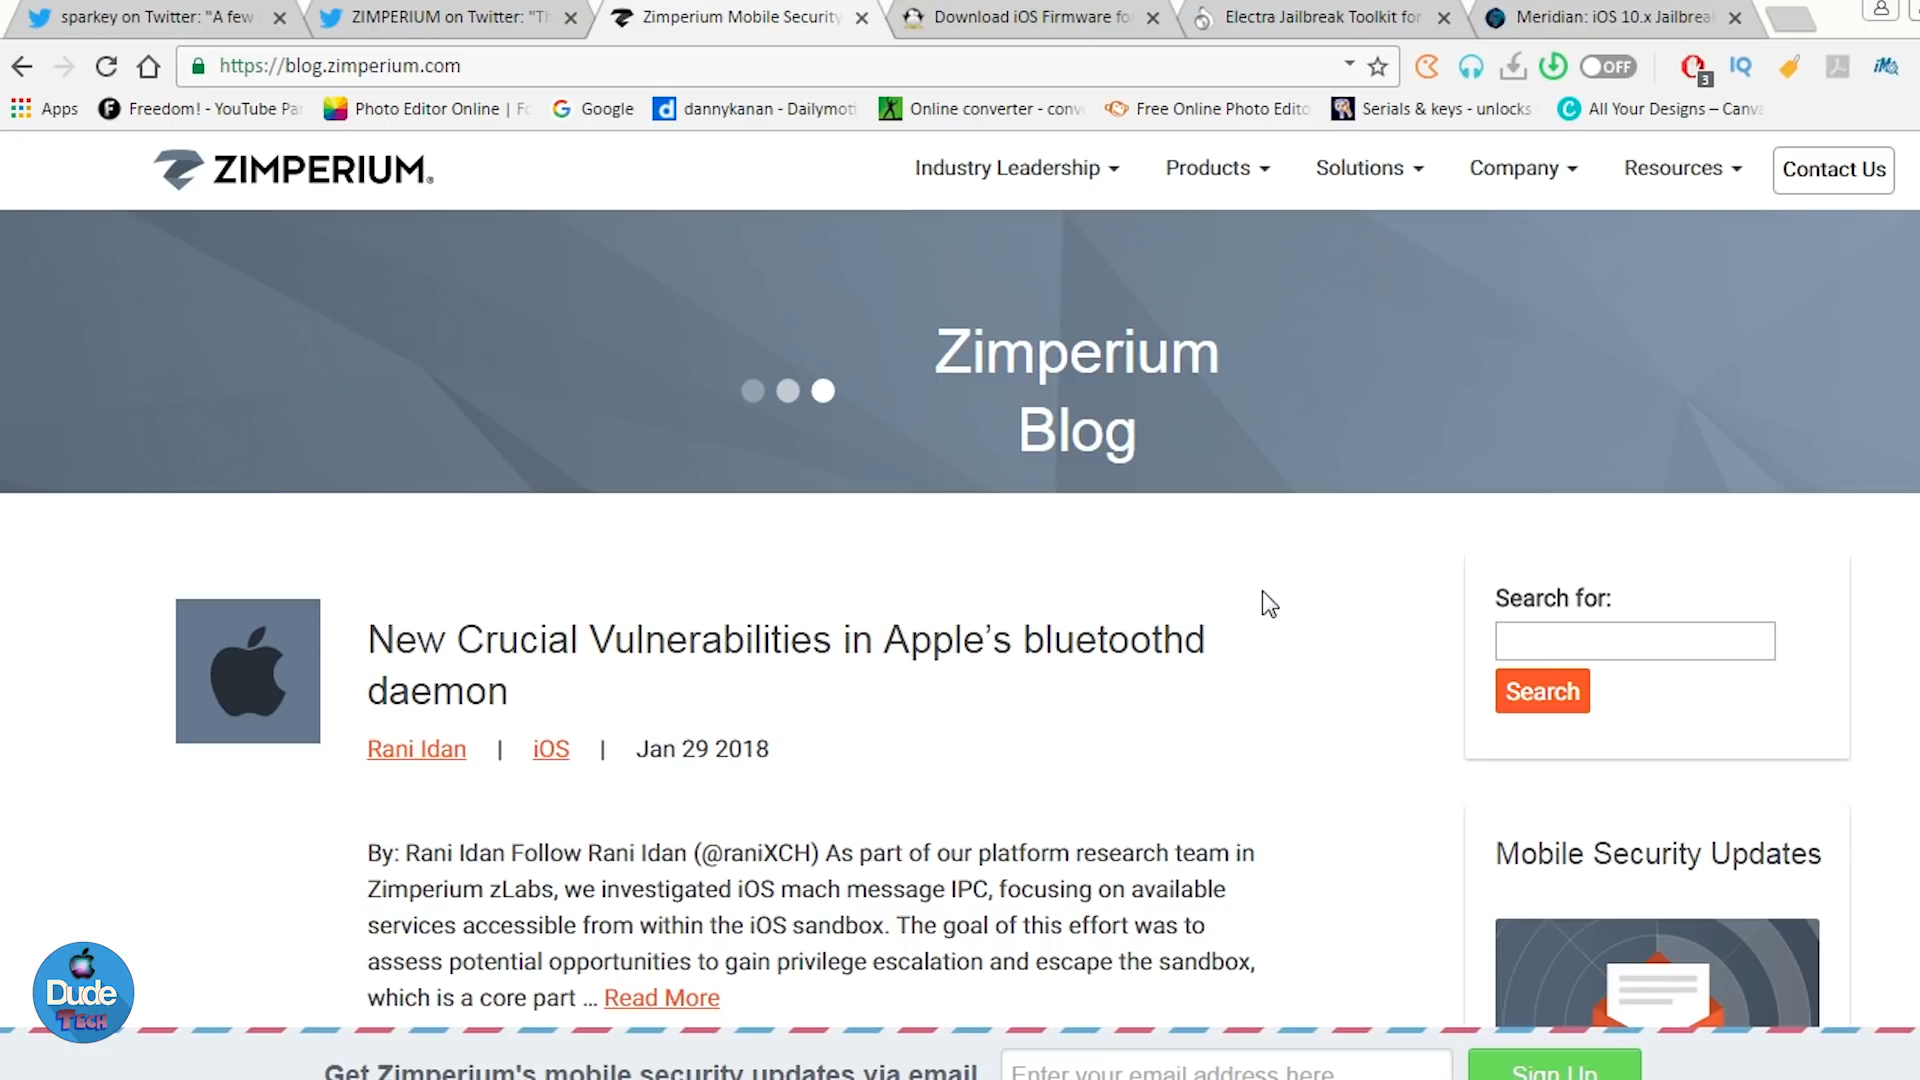 sparkey on Twitter: "A few
ZIMPERIUM on Twitter: "Th
Zimperium Mobile Security
Download iOS Firmware fo
Electra Jailbreak Toolkit for
Meridian: iOS 10.x Jailbrea
https://blog.zimperium.com
OFF
3
IQ
Apps
Freedom! - YouTube Pa
Photo Editor Online | Fo
Google
dannykanan - Dailymoti
Online converter - conv
Free Online Photo Edito
Serials & keys - unlocks
All Your Designs – Canva
ZIMPERIUM.
Industry Leadership
Products
Solutions
Company
Resources
Contact Us
Zimperium
Blog
New Crucial Vulnerabilities in Apple's bluetoothd
daemon
Rani Idan | iOS | Jan 29 2018
By: Rani Idan Follow Rani Idan (@raniXCH) As part of our platform research team in
Zimperium zLabs, we investigated iOS mach message IPC, focusing on available
services accessible from within the iOS sandbox. The goal of this effort was to
assess potential opportunities to gain privilege escalation and escape the sandbox,
which is a core part ... Read More
Search for:
Search
Mobile Security Updates
Dude
Tech
Get Zimperium's mobile security updates via email
Enter your email address here
Sign Up